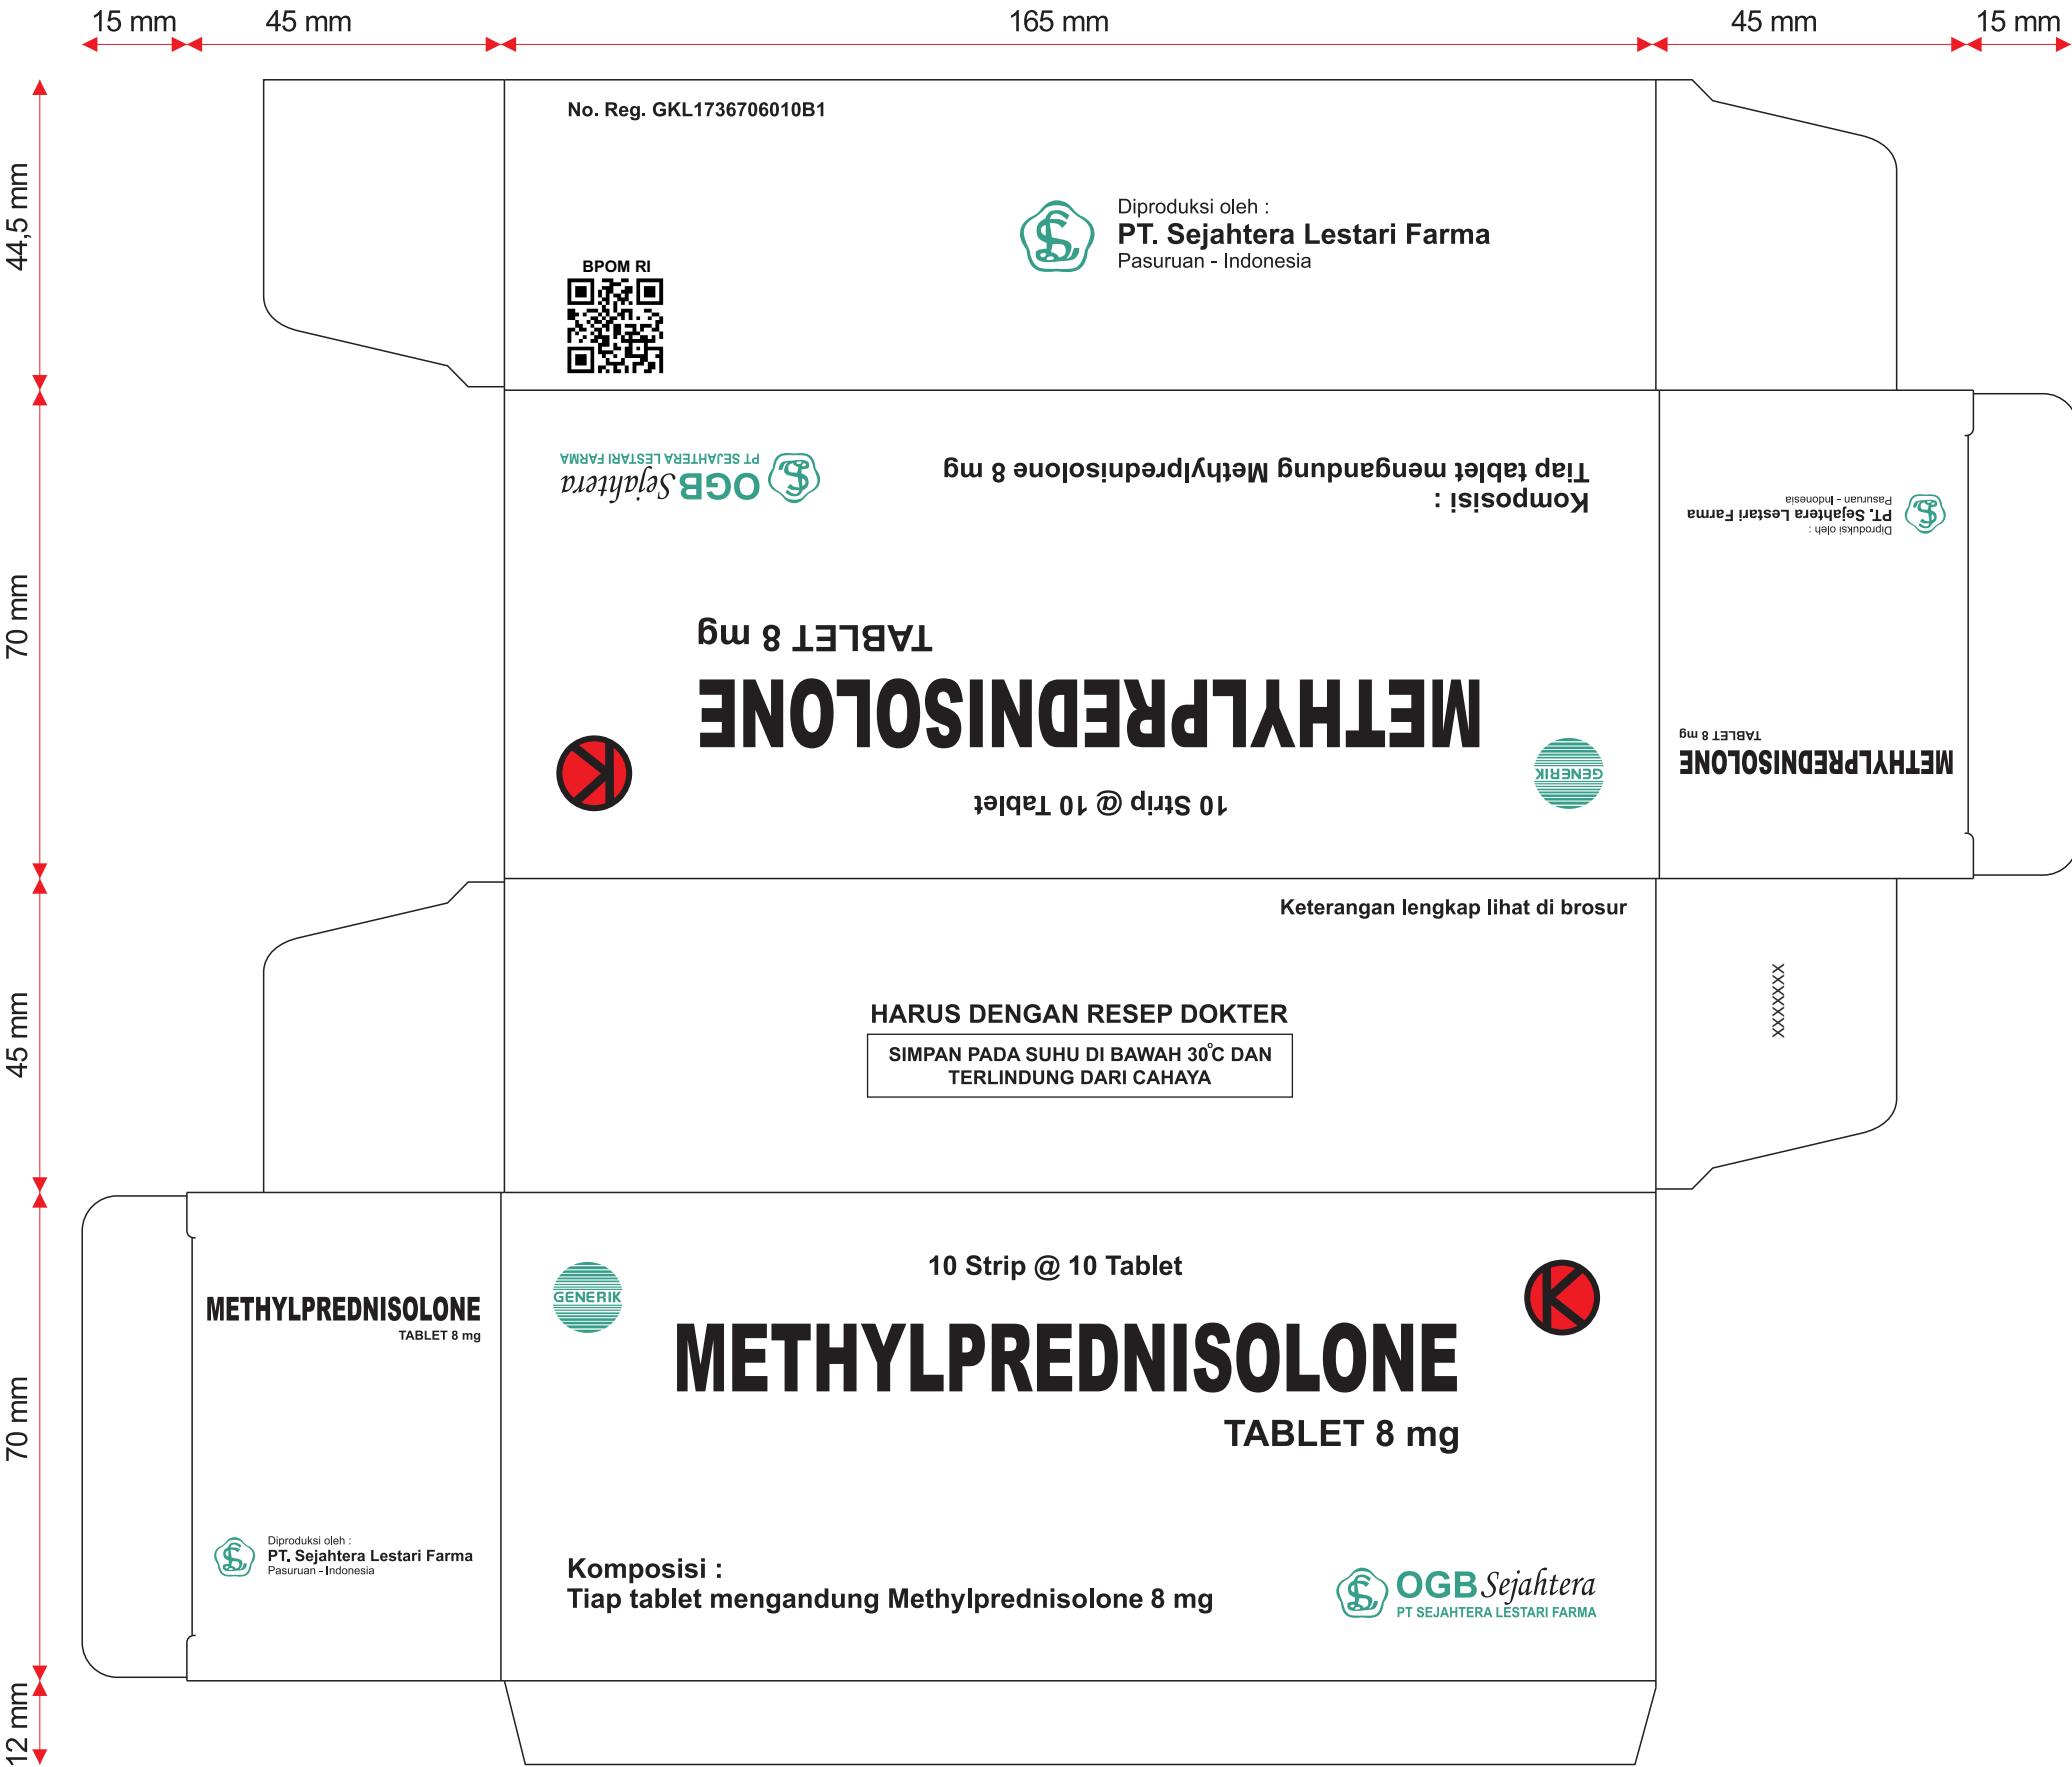 15 mm
45 mm
165 mm
45 mm
15 mm
44,5 mm
70 mm
45 mm
70 mm
12 mm
No. Reg. GKL1736706010B1
BPOM RI
Diproduksi oleh :
PT. Sejahtera Lestari Farma
Pasuruan - Indonesia
10 Strip @ 10 Tablet
GENERIK
K
METHYLPREDNISOLONE
TABLET 8 mg
Komposisi :
Tiap tablet mengandung Methylprednisolone 8 mg
OGB Sejahtera
PT SEJAHTERA LESTARI FARMA
METHYLPREDNISOLONE
TABLET 8 mg
Diproduksi oleh :
PT. Sejahtera Lestari Farma
Pasuruan - Indonesia
Keterangan lengkap lihat di brosur
HARUS DENGAN RESEP DOKTER
SIMPAN PADA SUHU DI BAWAH 30°C DAN
TERLINDUNG DARI CAHAYA
XXXXXXX
METHYLPREDNISOLONE
TABLET 8 mg
Diproduksi oleh :
PT. Sejahtera Lestari Farma
Pasuruan - Indonesia
10 Strip @ 10 Tablet
GENERIK
K
METHYLPREDNISOLONE
TABLET 8 mg
Komposisi :
Tiap tablet mengandung Methylprednisolone 8 mg
OGB Sejahtera
PT SEJAHTERA LESTARI FARMA